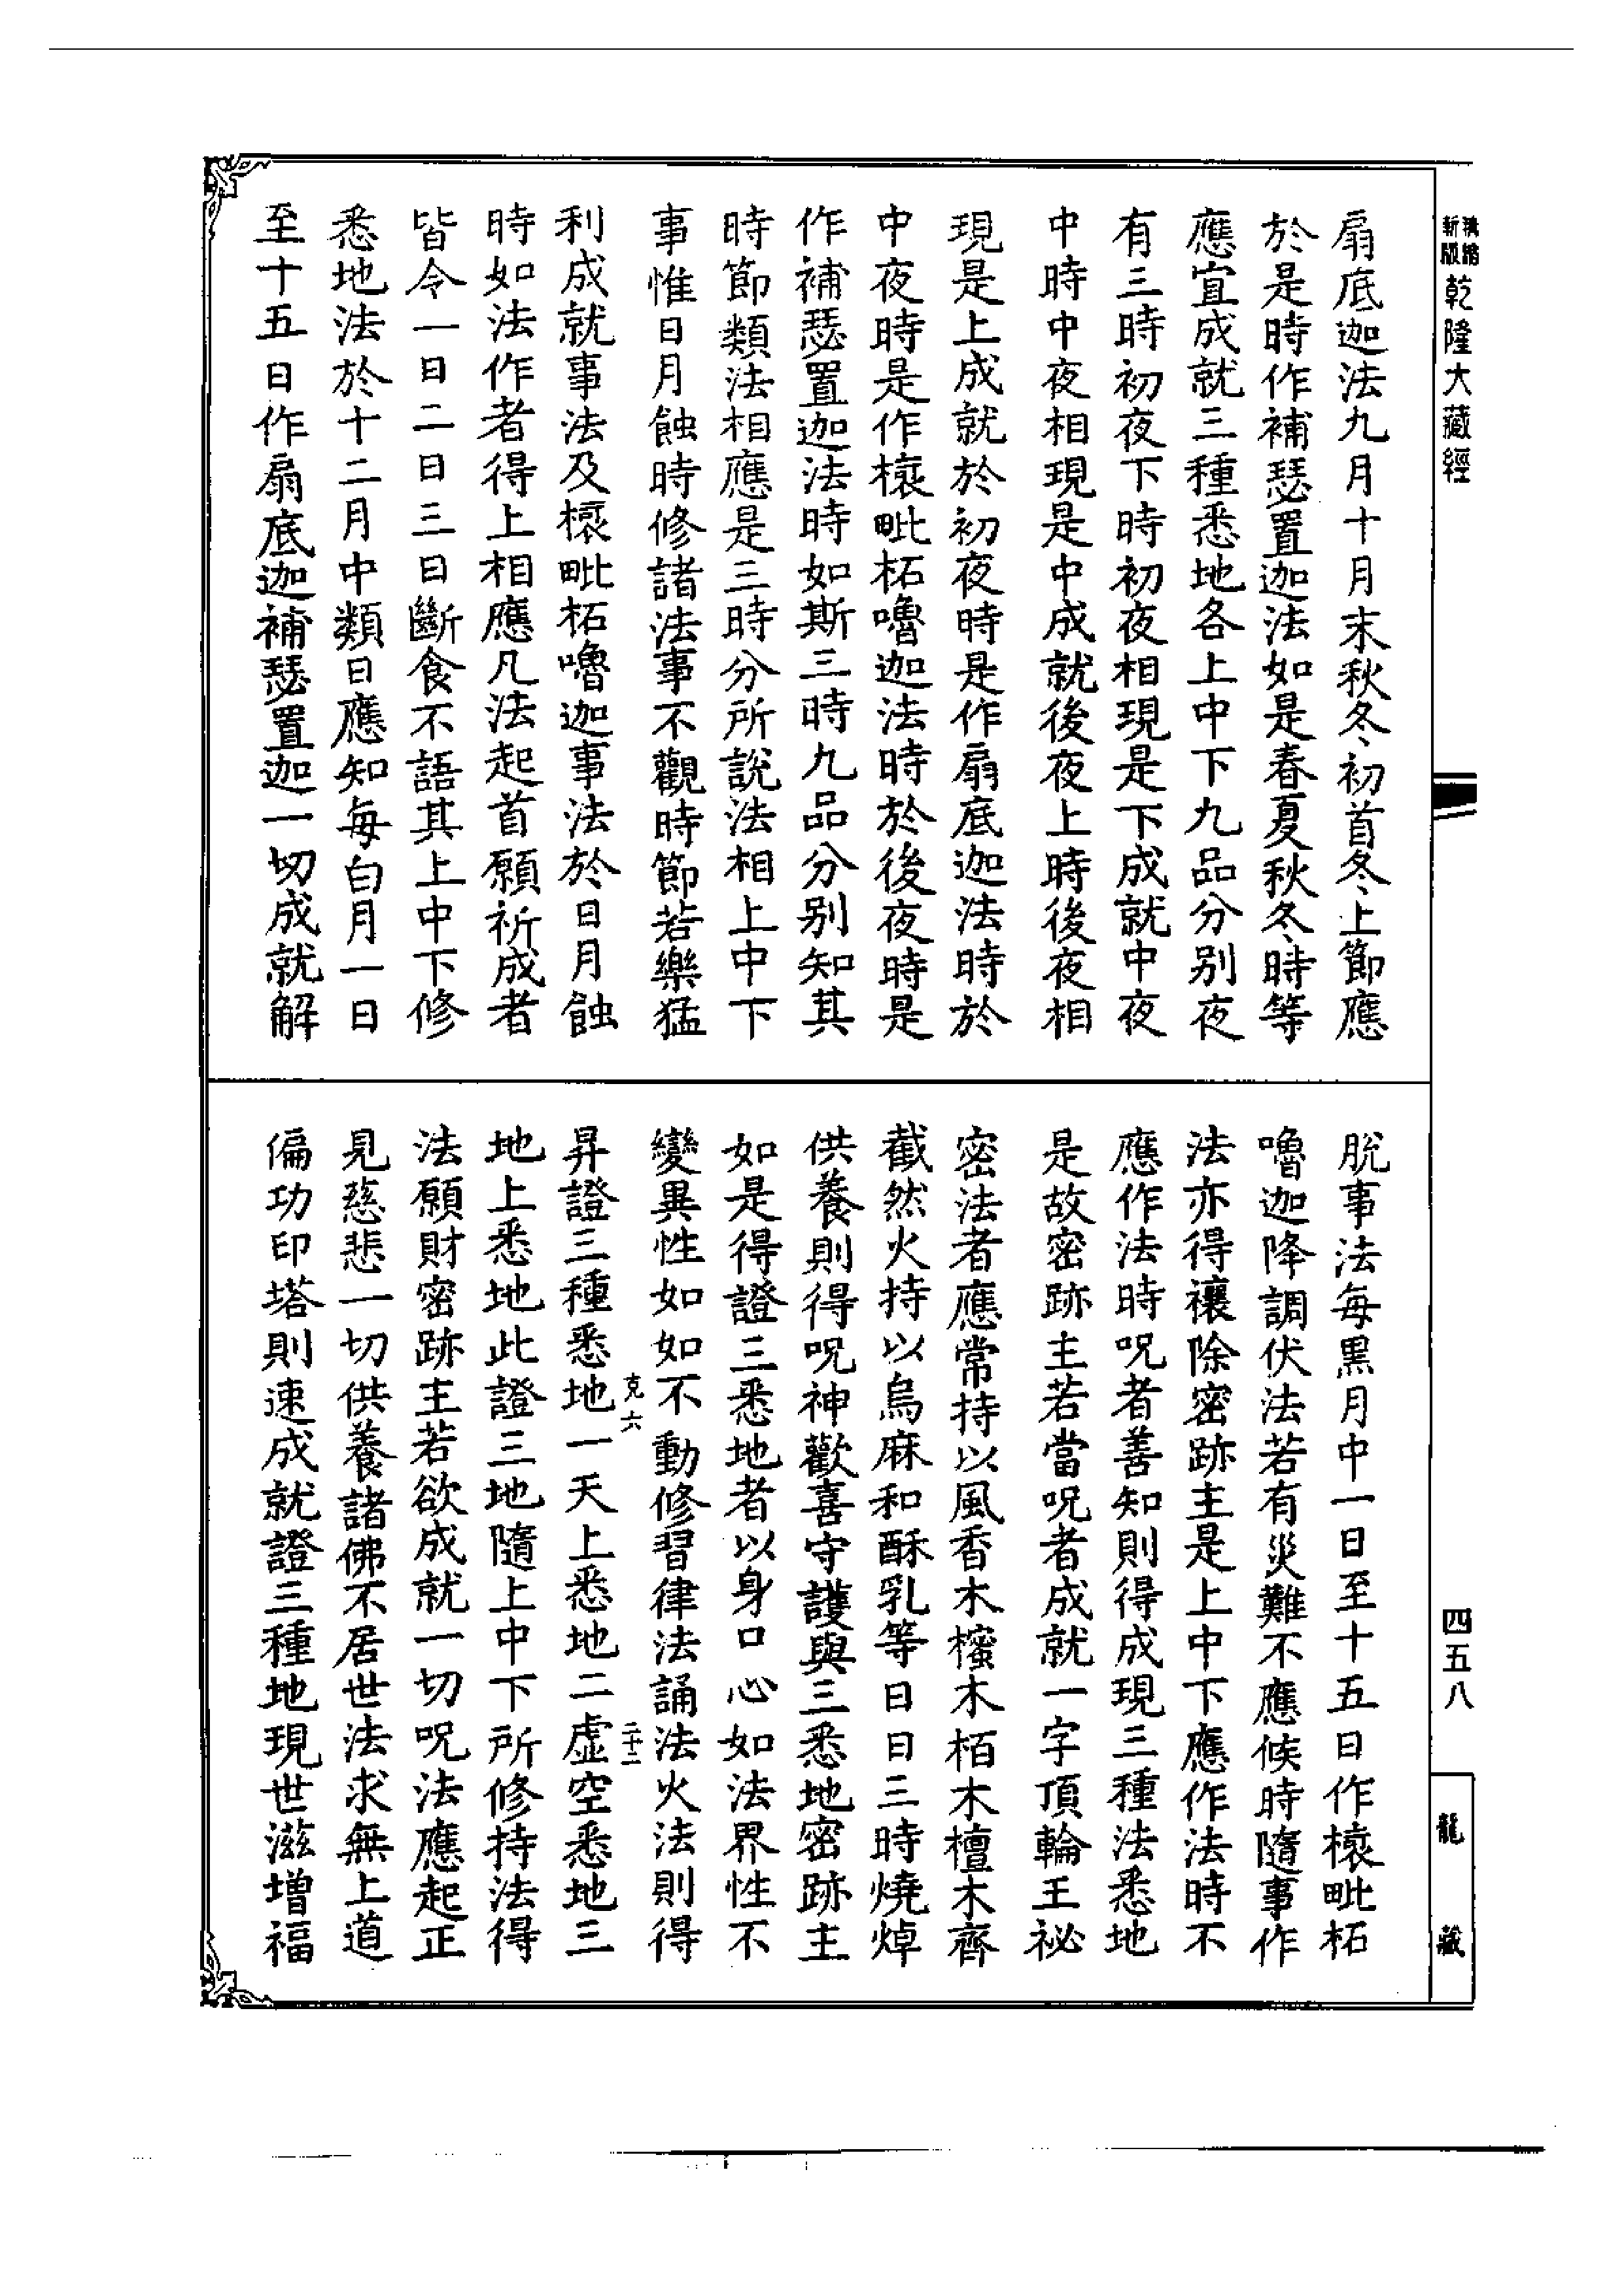 精縮新版乾隆大藏經
四五八
龍藏
扇底迦法九月十月末秋冬初首冬上節應
於是時作補瑟置迦法如是春夏秋冬時等
應宜成就三種悉地各上中下九品分別夜
有三時初夜下時初夜相現是下成就中夜
中時中夜相現是中成就後夜上時後夜相
現是上成就於初夜時是作扇底迦法時於
中夜時是作榱毗柘嚕迦法時於後夜時是
作補瑟置迦法時如斯三時九品分別知其
時節類法相應是三時分所說法相上中下
事惟日月蝕時修諸法事不觀時節若樂猛
利成就事法及榱毗柘嚕迦事法於日月蝕
時如法作者得上相應凡法起首願祈成者
皆令一日二日三日斷食不語其上中下修
悉地法於十二月中類日應知每白月一日
至十五日作扇底迦補瑟置迦一切成就解
脫事法每黑月中一日至十五日作榱毗柘
嚕迦降調伏法若有災難不應候時隨事作
法亦得禳除密跡主是上中下應作法時不
應作法時呪者善知則得成現三種法悉地
是故密跡主若當呪者成就一字頂輪王祕
密法者應常持以風香木櫁木栢木檀木齊
截然火持以烏麻和酥乳等日日三時燒焯
供養則得呪神歡喜守護與三悉地密跡主
如是得證三悉地者以身口心如法界性不
變異性如如不動修習律法誦法火法則得
克六
二十二
昇證三種悉地一天上悉地二虛空悉地三
地上悉地此證三地隨上中下所修持法得
法願財密跡主若欲成就一切呪法應起正
見慈悲一切供養諸佛不居世法求無上道
偏功印塔則速成就證三種地現世滋增福